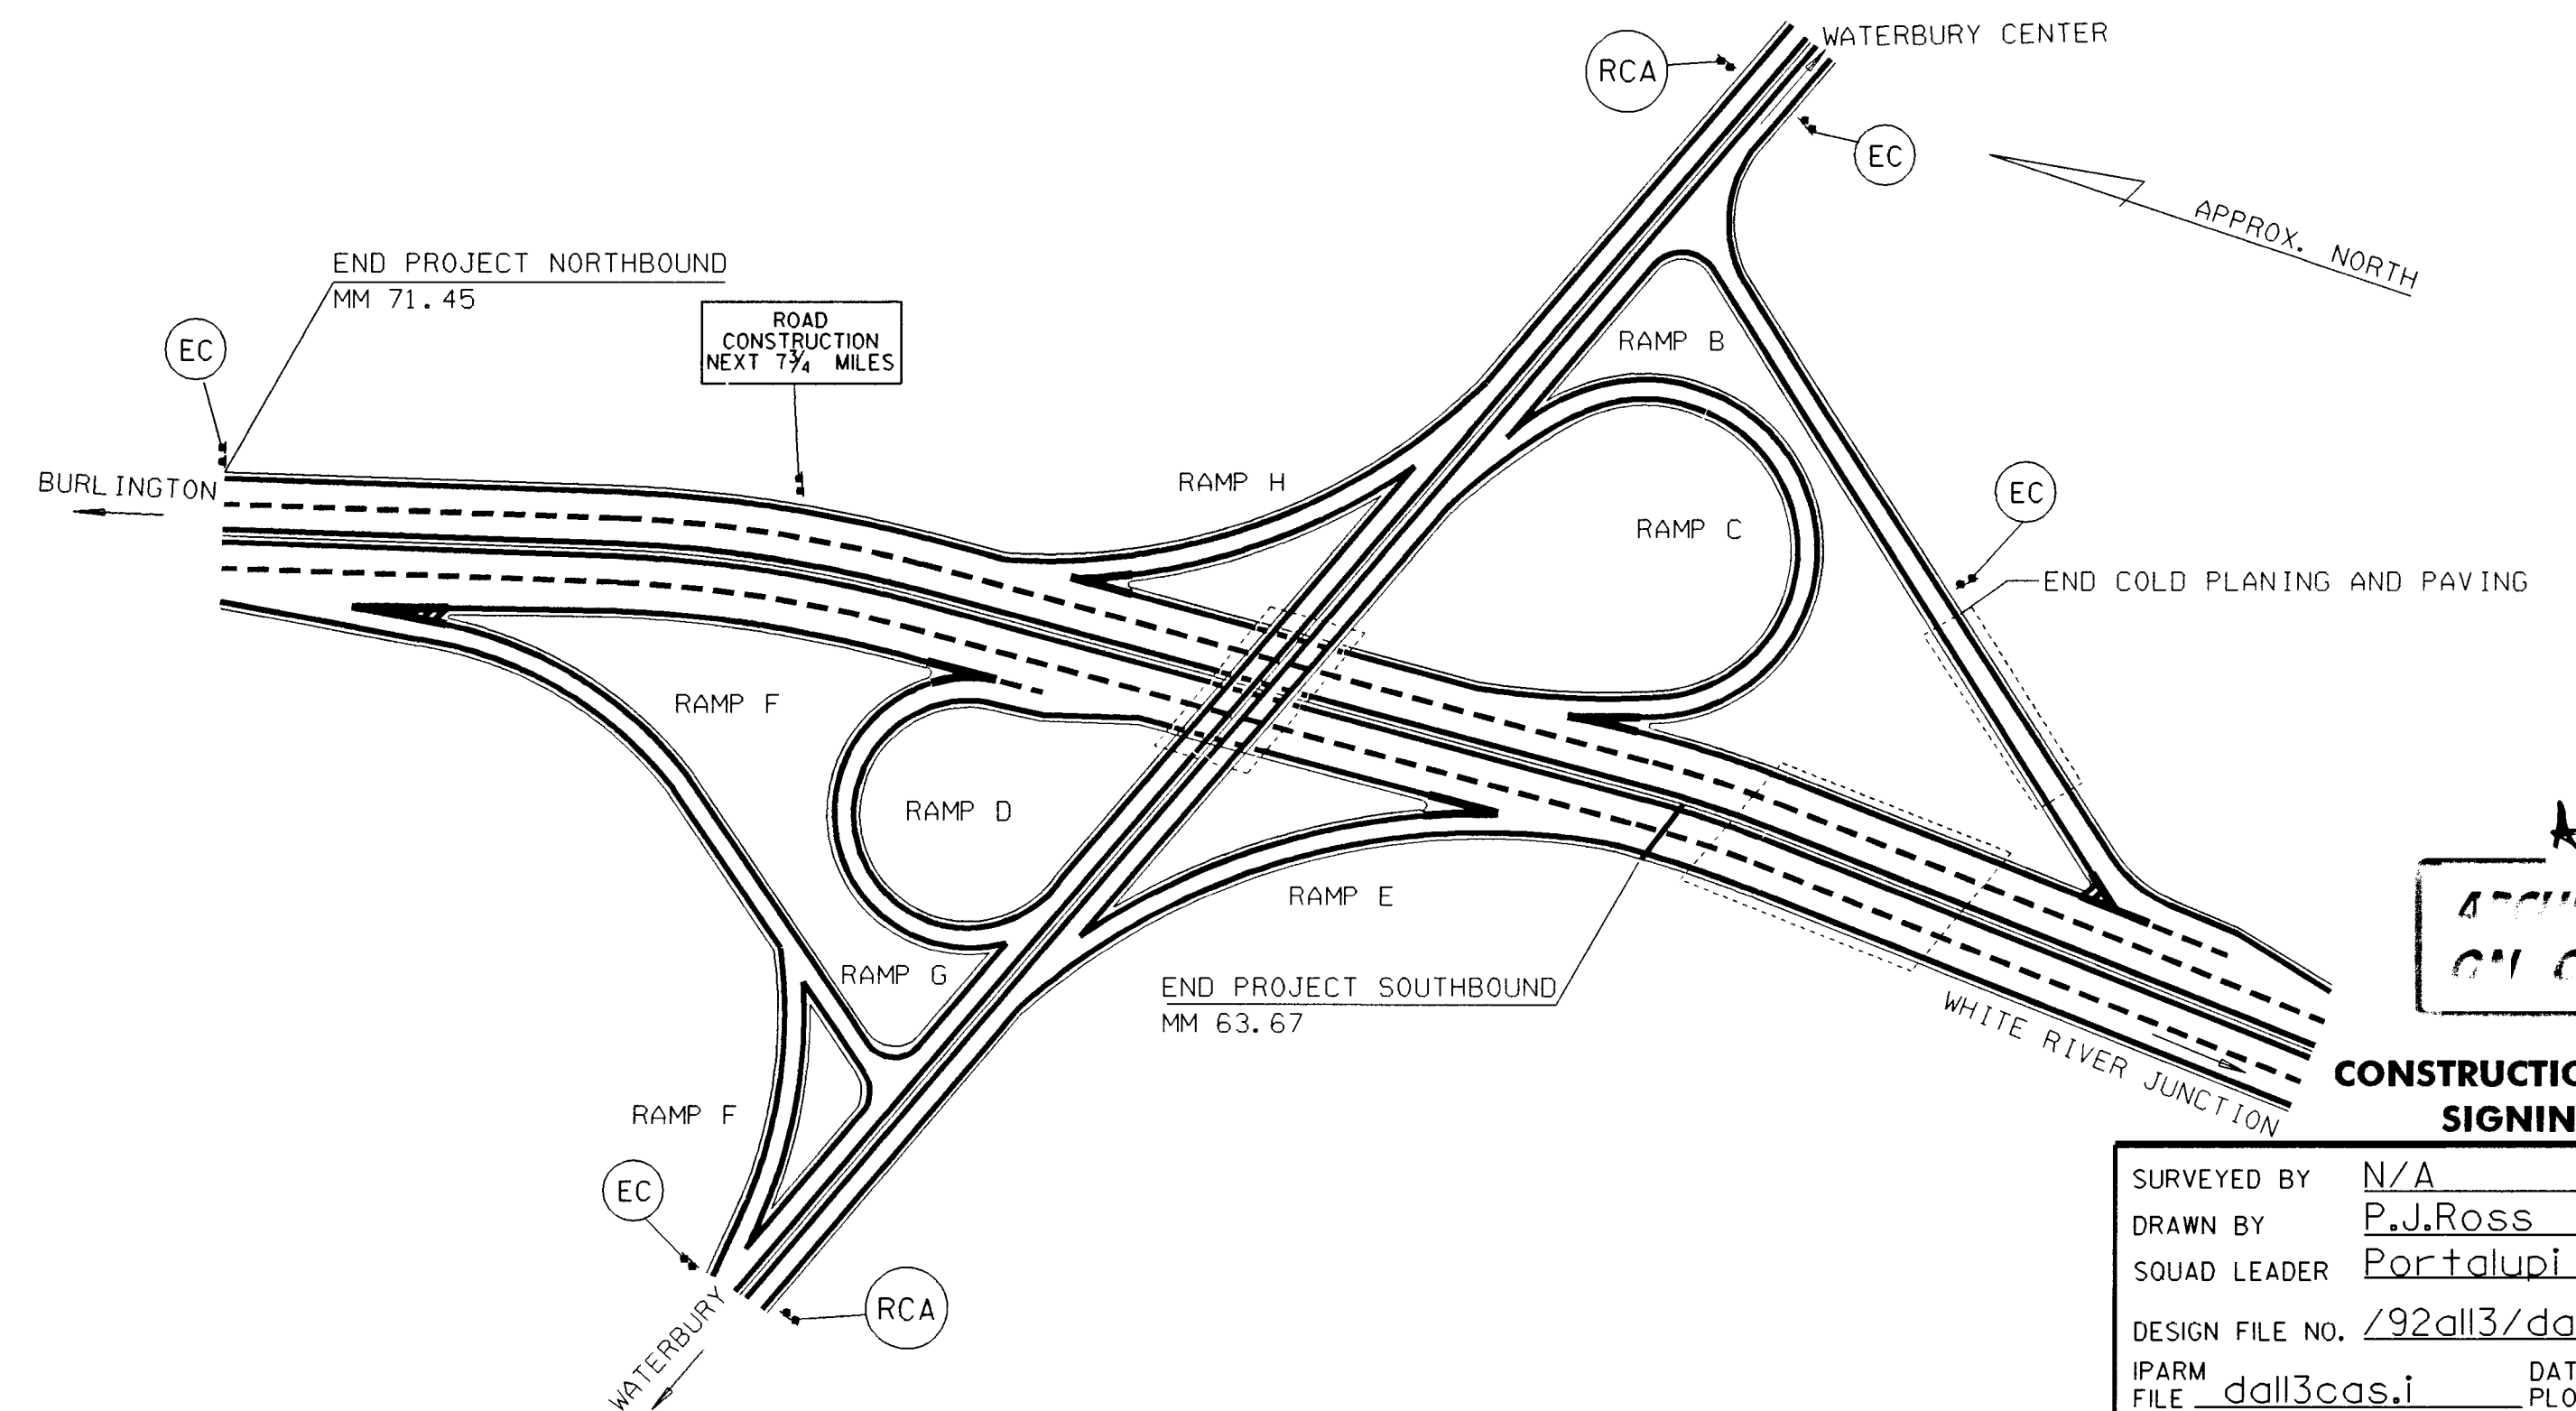 WATERBURY CENTER
RCA
EC
APPROX. NORTH
END PROJECT NORTHBOUND
MM 71.45
EC
ROAD
CONSTRUCTION
NEXT 7¾ MILES
RAMP B
BURLINGTON
RAMP H
RAMP C
EC
END COLD PLANING AND PAVING
RAMP F
RAMP D
RAMP E
RAMP G
END PROJECT SOUTHBOUND
MM 63.67
WHITE RIVER JUNCTION
RAMP F
EC
RCA
WATERBURY
CONSTRUCTIO
SIGNIN
SURVEYED BY N/A
DRAWN BY P.J.Ross
SQUAD LEADER Portalupi
DESIGN FILE NO. /92all3/da
IPARM DAT
FILE dall3cas.i PLO